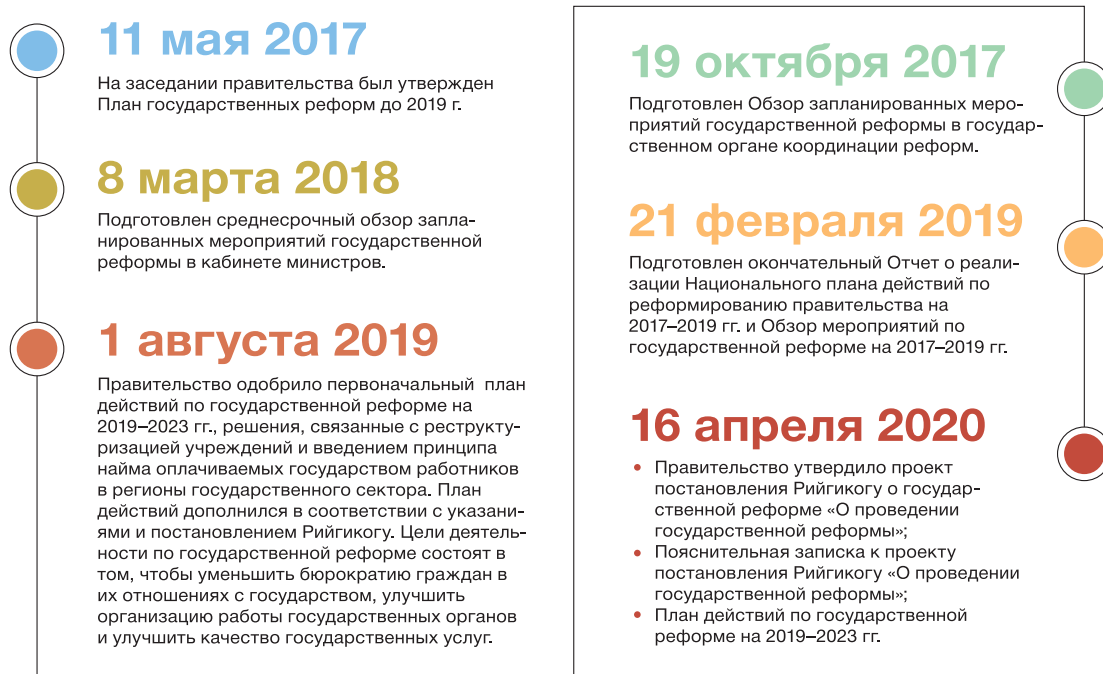 11 мая 2017
На заседании правительства был утвержден
План государственных реформ до 2019 г.
8 марта 2018
Подготовлен среднесрочный обзор запла-
нированных мероприятий государственной
реформы в кабинете министров.
1 августа 2019
Правительство одобрило первоначальный план
действий по государственной реформе на
2019–2023 гг., решения, связанные с реструкту-
ризацией учреждений и введением принципа
найма оплачиваемых государством работников
в регионы государственного сектора. План
действий дополнился в соответствии с указани-
ями и постановлением Рийгикогу. Цели деятель-
ности по государственной реформе состоят в
том, чтобы уменьшить бюрократию граждан в
их отношениях с государством, улучшить
организацию работы государственных органов
и улучшить качество государственных услуг.
19 октября 2017
Подготовлен Обзор запланированных меро-
приятий государственной реформы в государ-
ственном органе координации реформ.
21 февраля 2019
Подготовлен окончательный Отчет о реали-
зации Национального плана действий по
реформированию правительства на
2017–2019 гг. и Обзор мероприятий по
государственной реформе на 2017–2019 гг.
16 апреля 2020
• Правительство утвердило проект
постановления Рийгикогу о государ-
ственной реформе «О проведении
государственной реформы»;
• Пояснительная записка к проекту
постановления Рийгикогу «О проведении
государственной реформы»;
• План действий по государственной
реформе на 2019–2023 гг.